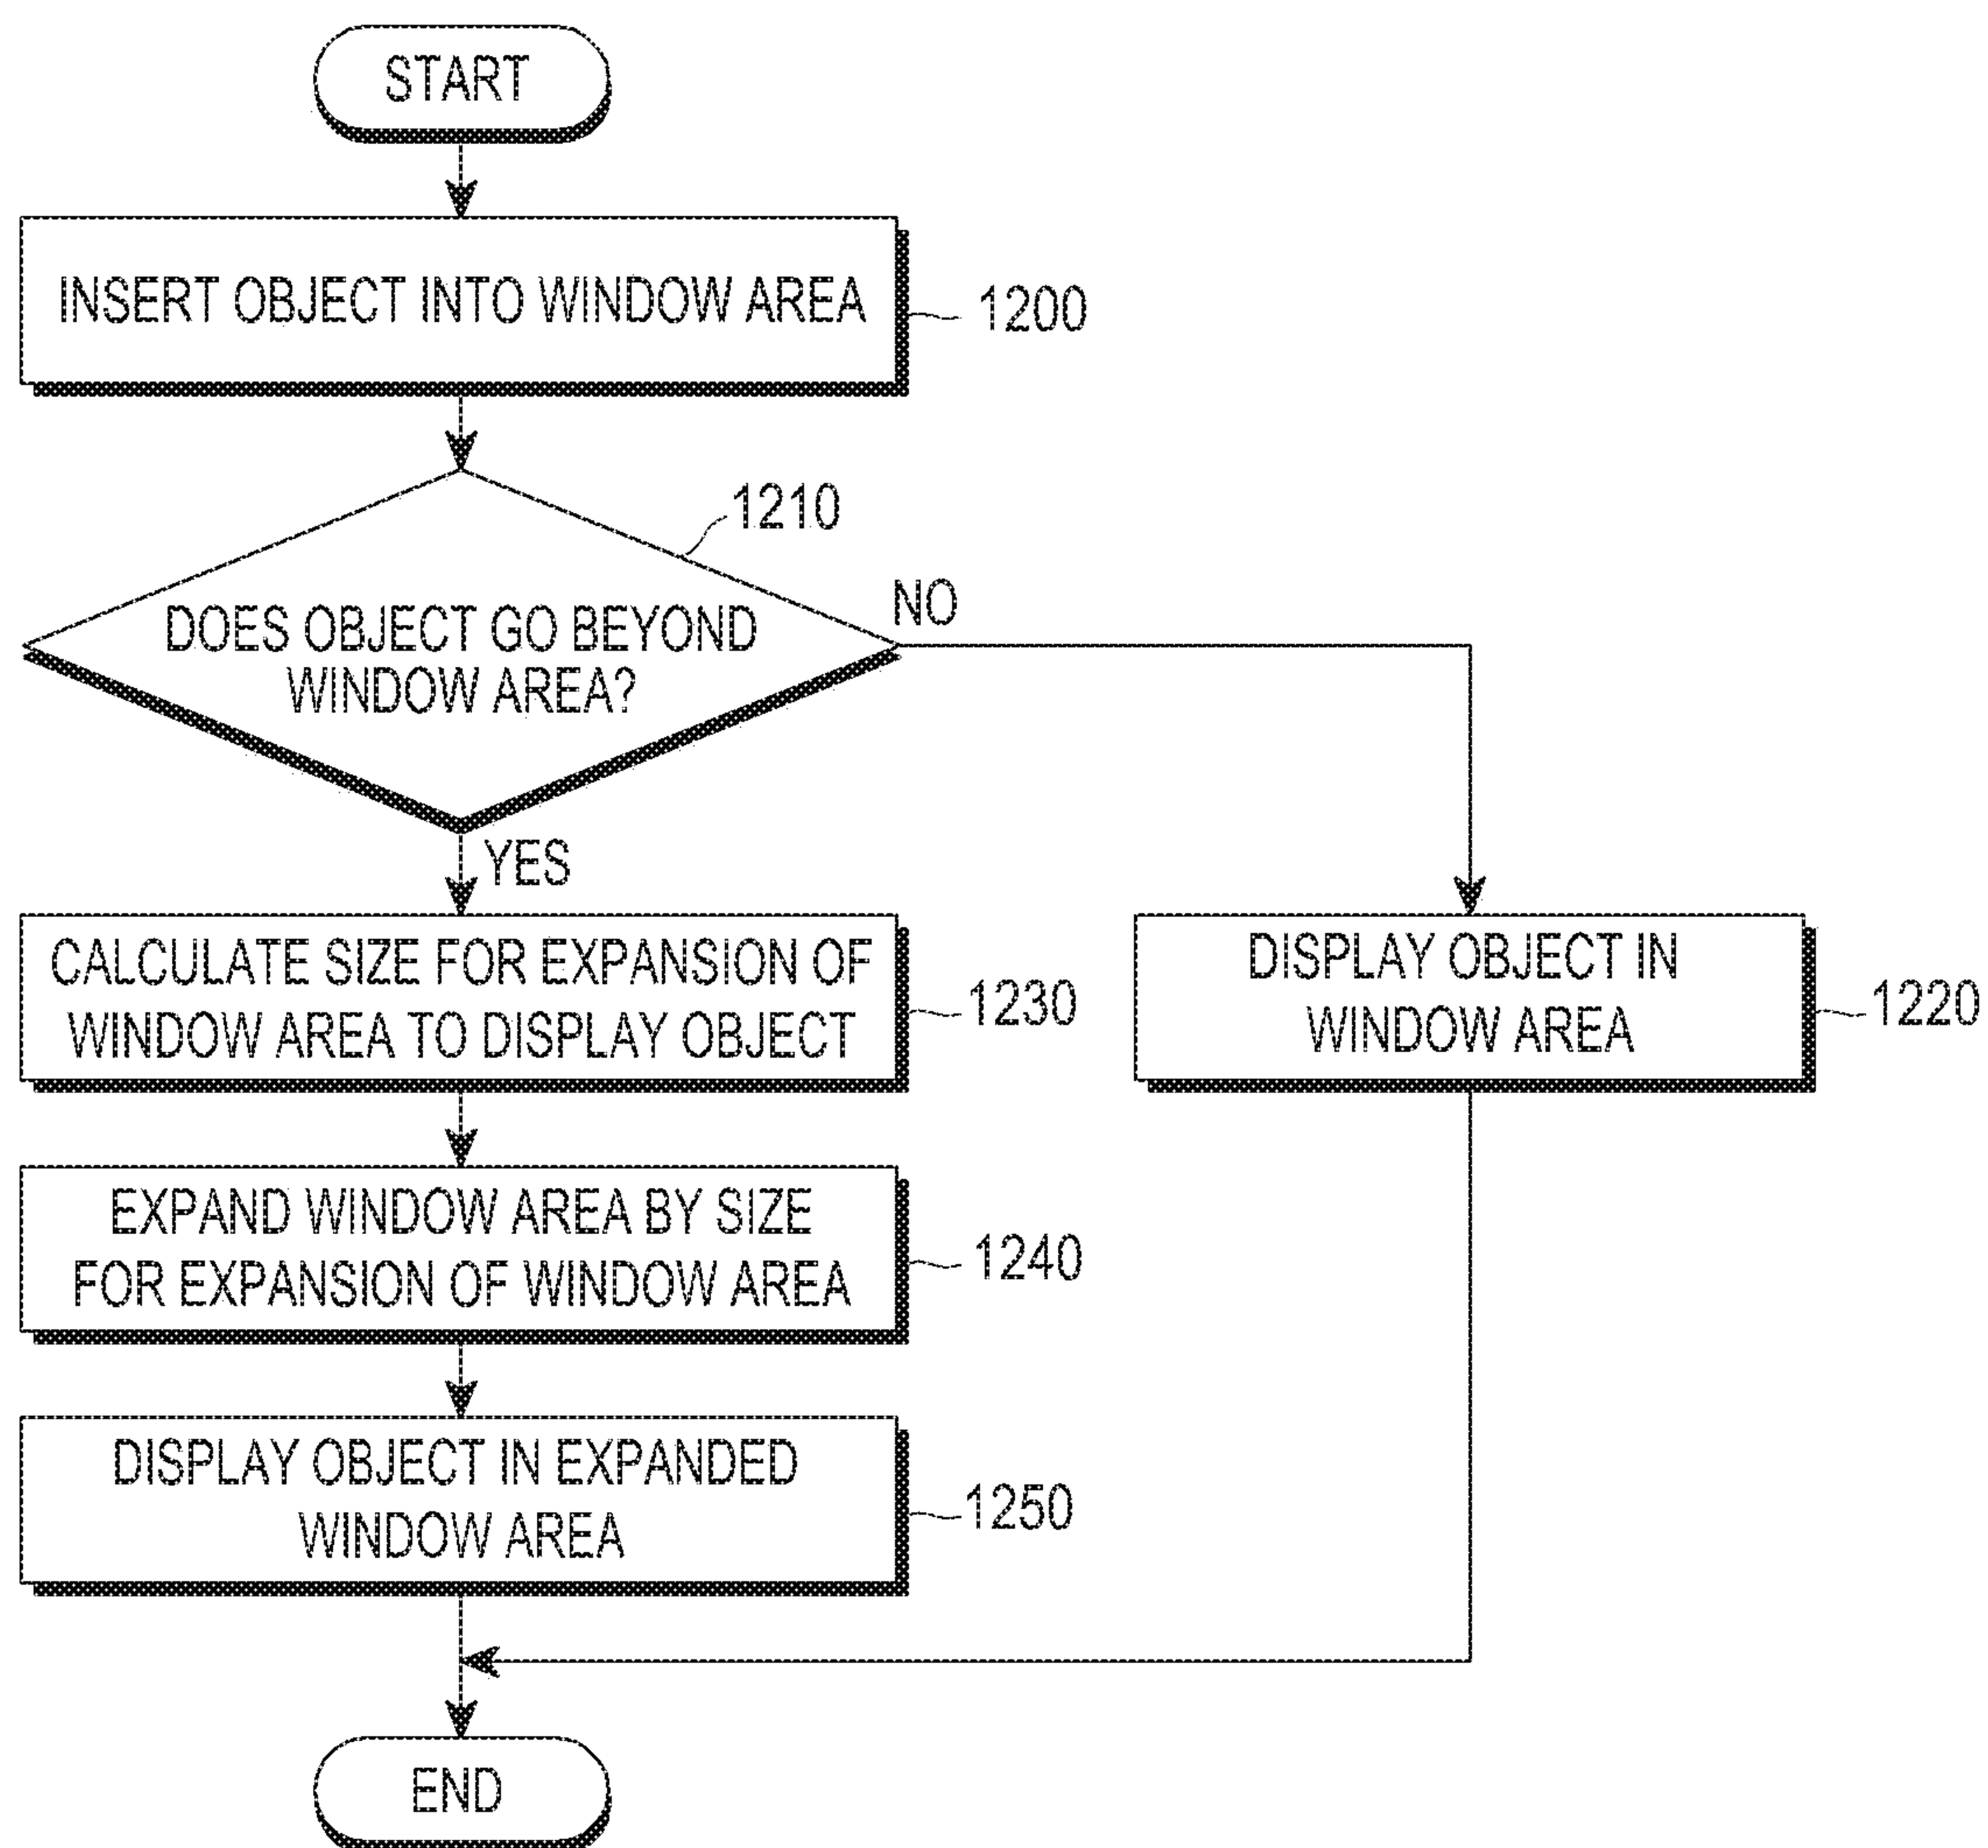 START
INSERT OBJECT INTO WINDOW AREA
1200
1210
DOES OBJECT GO BEYOND
WINDOW AREA?
NO
YES
CALCULATE SIZE FOR EXPANSION OF
WINDOW AREA TO DISPLAY OBJECT
1230
DISPLAY OBJECT IN
WINDOW AREA
1220
EXPAND WINDOW AREA BY SIZE
FOR EXPANSION OF WINDOW AREA
1240
DISPLAY OBJECT IN EXPANDED
WINDOW AREA
1250
END